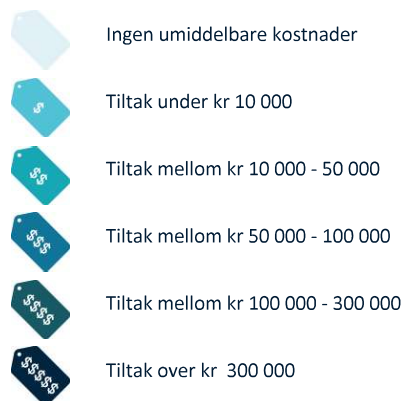 Ingen umiddelbare kostnader
$ Tiltak under kr 10 000
$$ Tiltak mellom kr 10 000 - 50 000
$$$ Tiltak mellom kr 50 000 - 100 000
$$$$ Tiltak mellom kr 100 000 - 300 000
$$$$$ Tiltak over kr  300 000